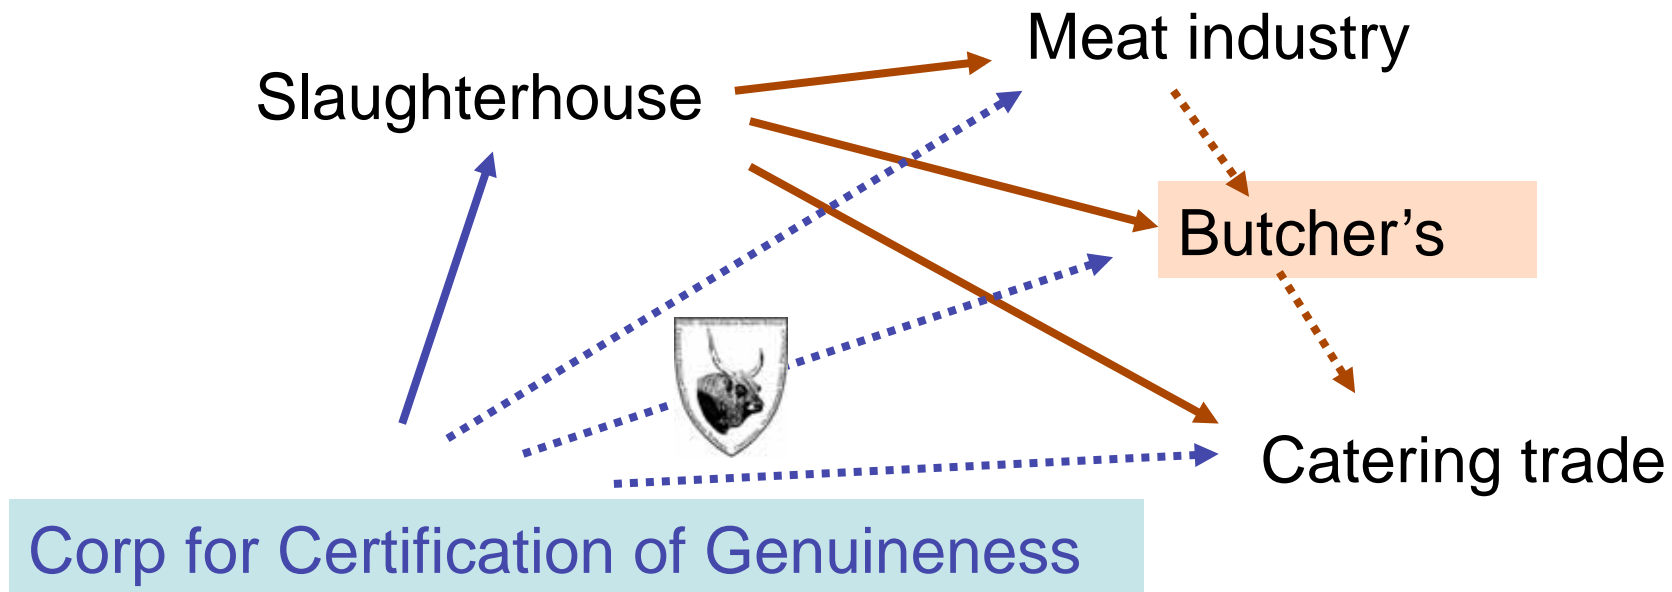 Meat industry
Slaughterhouse
Butcher’s
Catering trade
Corp for Certification of Genuineness